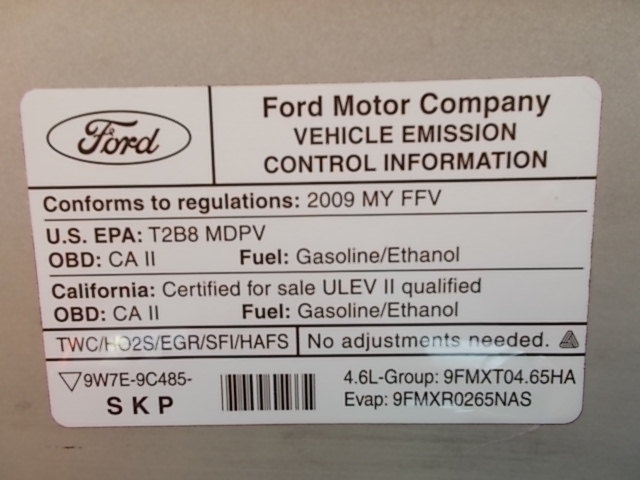 Ford
Ford Motor Company
VEHICLE EMISSION
CONTROL INFORMATION
Conforms to regulations: 2009 MY FFV
U.S. EPA: T2B8 MDPV
OBD: CA II Fuel: Gasoline/Ethanol
California: Certified for sale ULEV II qualified
OBD: CA II Fuel: Gasoline/Ethanol
TWC/HO2S/EGR/SFI/HAFS No adjustments needed.
9W7E-9C485-
SKP
4.6L-Group: 9FMXT04.65HA
Evap: 9FMXR0265NAS